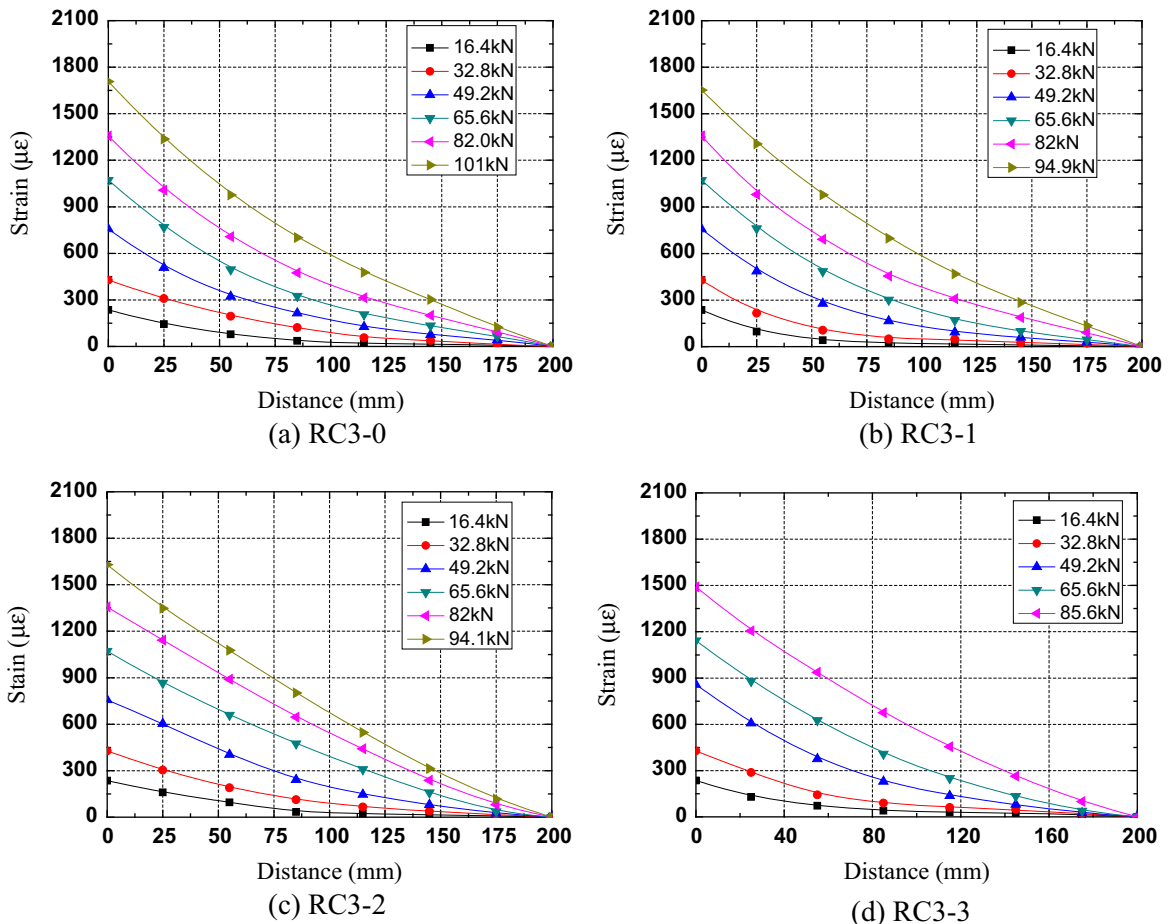 2100
1800
1500
1200
900
600
300
0
Strain (με)
0 25 50 75 100 125 150 175 200
Distance (mm)
16.4kN
32.8kN
49.2kN
65.6kN
82.0kN
101kN
(a) RC3-0
2100
1800
1500
1200
900
600
300
0
Strian (με)
0 25 50 75 100 125 150 175 200
Distance (mm)
16.4kN
32.8kN
49.2kN
65.6kN
82kN
94.9kN
(b) RC3-1
2100
1800
1500
1200
900
600
300
0
Stain (με)
0 25 50 75 100 125 150 175 200
Distance (mm)
16.4kN
32.8kN
49.2kN
65.6kN
82kN
94.1kN
(c) RC3-2
2100
1800
1500
1200
900
600
300
0
Strain (με)
0 40 80 120 160 200
Distance (mm)
16.4kN
32.8kN
49.2kN
65.6kN
85.6kN
(d) RC3-3